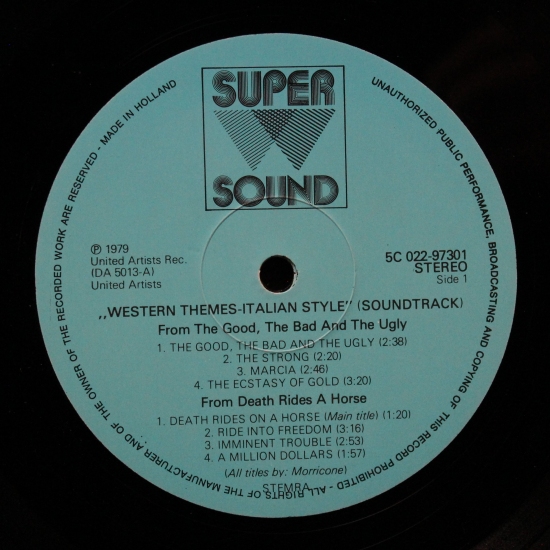 SUPER
SOUND
ALL RIGHTS OF THE MANUFACTURER AND OF THE OWNER OF THE RECORDED WORK ARE RESERVED - MADE IN HOLLAND
UNAUTHORIZED PUBLIC PERFORMANCE, BROADCASTING AND COPYING OF THIS RECORD PROHIBITED -
℗ 1979
United Artists Rec.
(DA 5013-A)
United Artists
5C 022-97301
STEREO
Side 1
,,WESTERN THEMES-ITALIAN STYLE" (SOUNDTRACK)
From The Good, The Bad And The Ugly
1. THE GOOD, THE BAD AND THE UGLY (2:38)
2. THE STRONG (2:20)
3. MARCIA (2:46)
4. THE ECSTASY OF GOLD (3:20)
From Death Rides A Horse
1. DEATH RIDES ON A HORSE (Main title) (1:20)
2. RIDE INTO FREEDOM (3:16)
3. IMMINENT TROUBLE (2:53)
4. A MILLION DOLLARS (1:57)
(All titles by: Morricone)
STEMRA